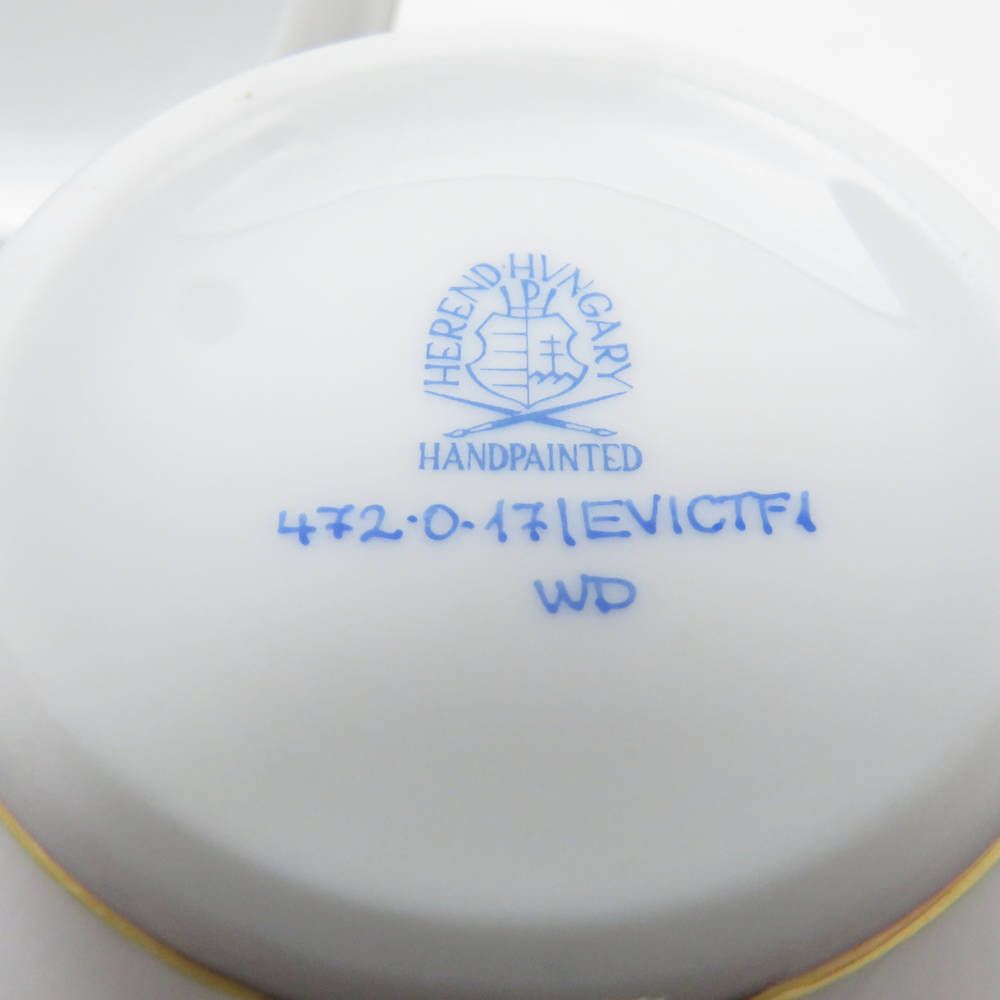 HEREND·HVNGARY
P
HANDPAINTED
472·0·17|EVICTF1
WD